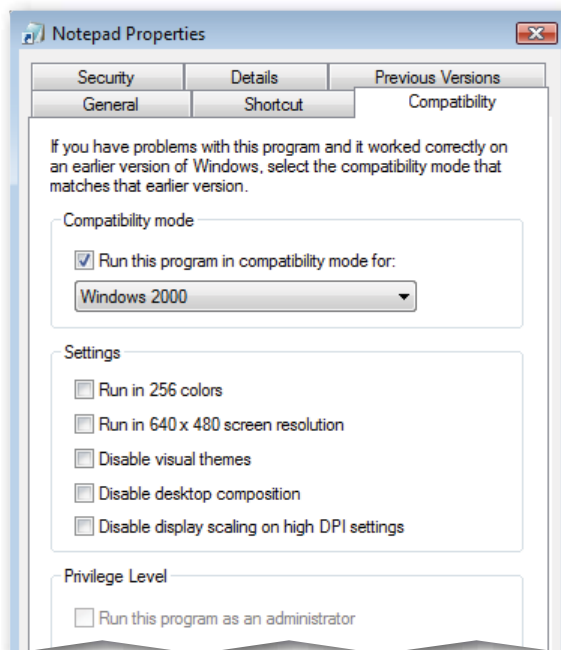 Notepad Properties
Security Details Previous Versions
General Shortcut Compatibility
If you have problems with this program and it worked correctly on
an earlier version of Windows, select the compatibility mode that
matches that earlier version.
Compatibility mode
Run this program in compatibility mode for:
Windows 2000
Settings
Run in 256 colors
Run in 640 x 480 screen resolution
Disable visual themes
Disable desktop composition
Disable display scaling on high DPI settings
Privilege Level
Run this program as an administrator